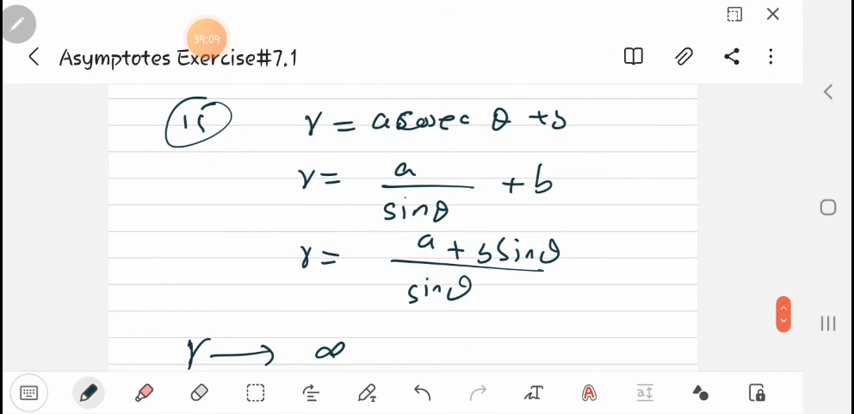 39:09
Asymptotes Exercise#7.1
15 r = a cosec θ + b
r = a / sinθ + b
r = a + b sinθ / sinθ
r → ∞